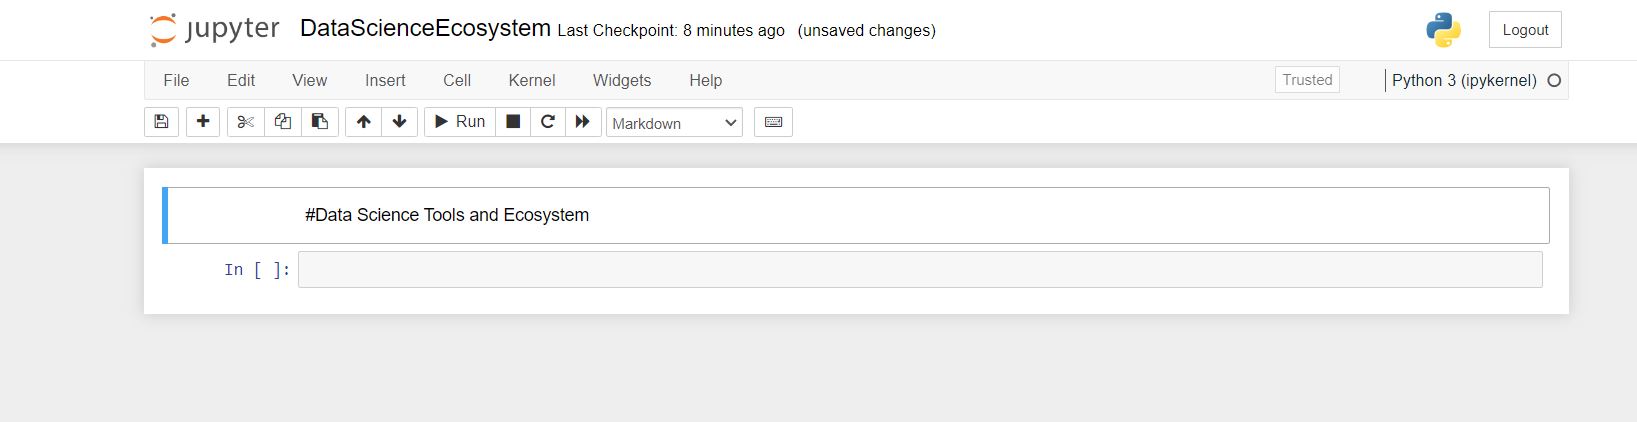 jupyter DataScienceEcosystem Last Checkpoint: 8 minutes ago (unsaved changes) Logout
File Edit View Insert Cell Kernel Widgets Help Trusted Python 3 (ipykernel)
Run Markdown
#Data Science Tools and Ecosystem
In [ ]: